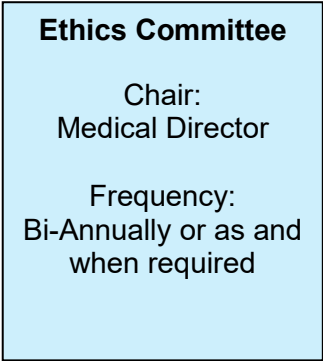 Ethics Committee
Chair:
Medical Director
Frequency:
Bi-Annually or as and
when required